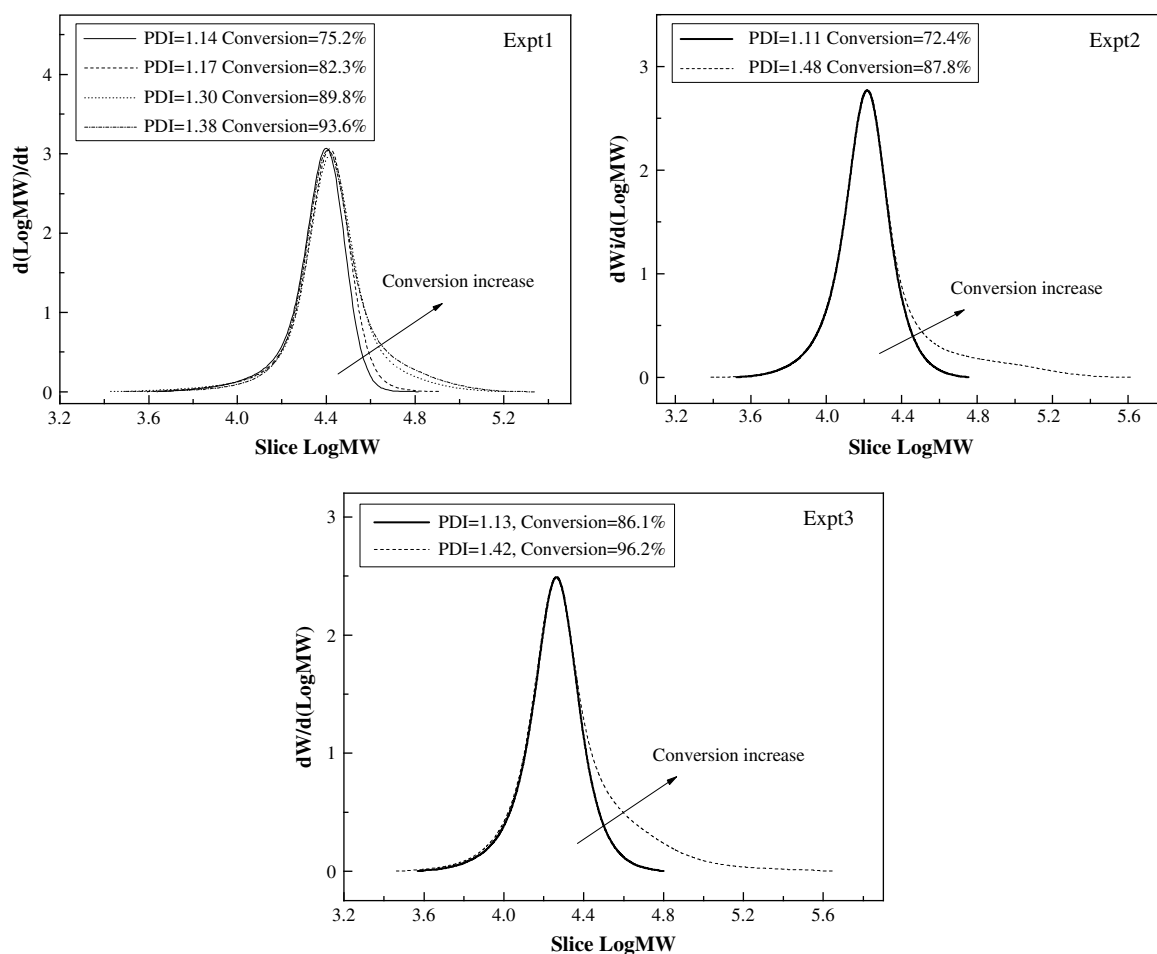 PDI=1.14 Conversion=75.2%
PDI=1.17 Conversion=82.3%
PDI=1.30 Conversion=89.8%
PDI=1.38 Conversion=93.6%
Expt1
4
3
2
1
0
d(LogMW)/dt
Conversion increase
3.2 3.6 4.0 4.4 4.8 5.2
Slice LogMW
PDI=1.11 Conversion=72.4%
PDI=1.48 Conversion=87.8%
Expt2
3
2
1
0
dWi/d(LogMW)
Conversion increase
3.2 3.6 4.0 4.4 4.8 5.2 5.6
Slice LogMW
PDI=1.13, Conversion=86.1%
PDI=1.42, Conversion=96.2%
Expt3
3
2
1
0
dW/d(LogMW)
Conversion increase
3.2 3.6 4.0 4.4 4.8 5.2 5.6
Slice LogMW